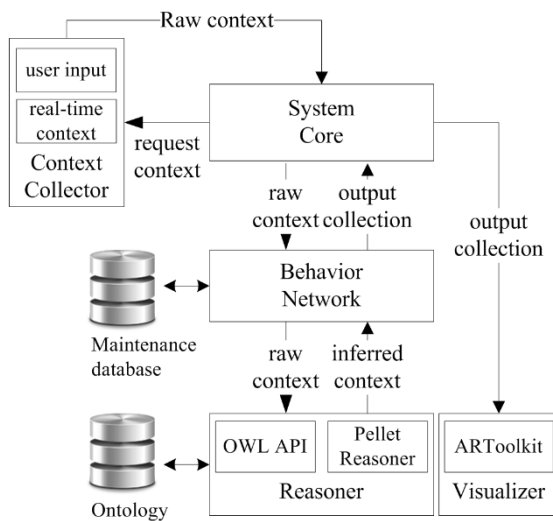 Raw context
user input
real-time
context
Context
Collector
request
context
System
Core
raw
context
output
collection
output
collection
Behavior
Network
Maintenance
database
raw
context
inferred
context
OWL API
Pellet
Reasoner
Reasoner
ARToolkit
Visualizer
Ontology